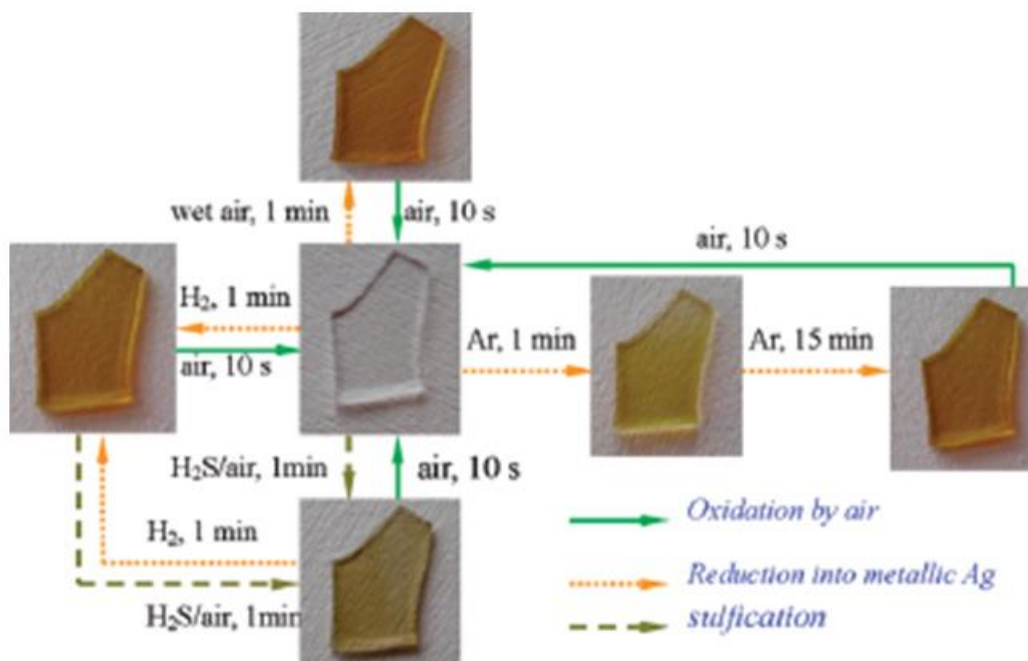 wet air, 1 min
air, 10 s
air, 10 s
H₂, 1 min
air, 10 s
Ar, 1 min
Ar, 15 min
H₂S/air, 1min
air, 10 s
H₂, 1 min
H₂S/air, 1min
Oxidation by air
Reduction into metallic Ag
sulfication